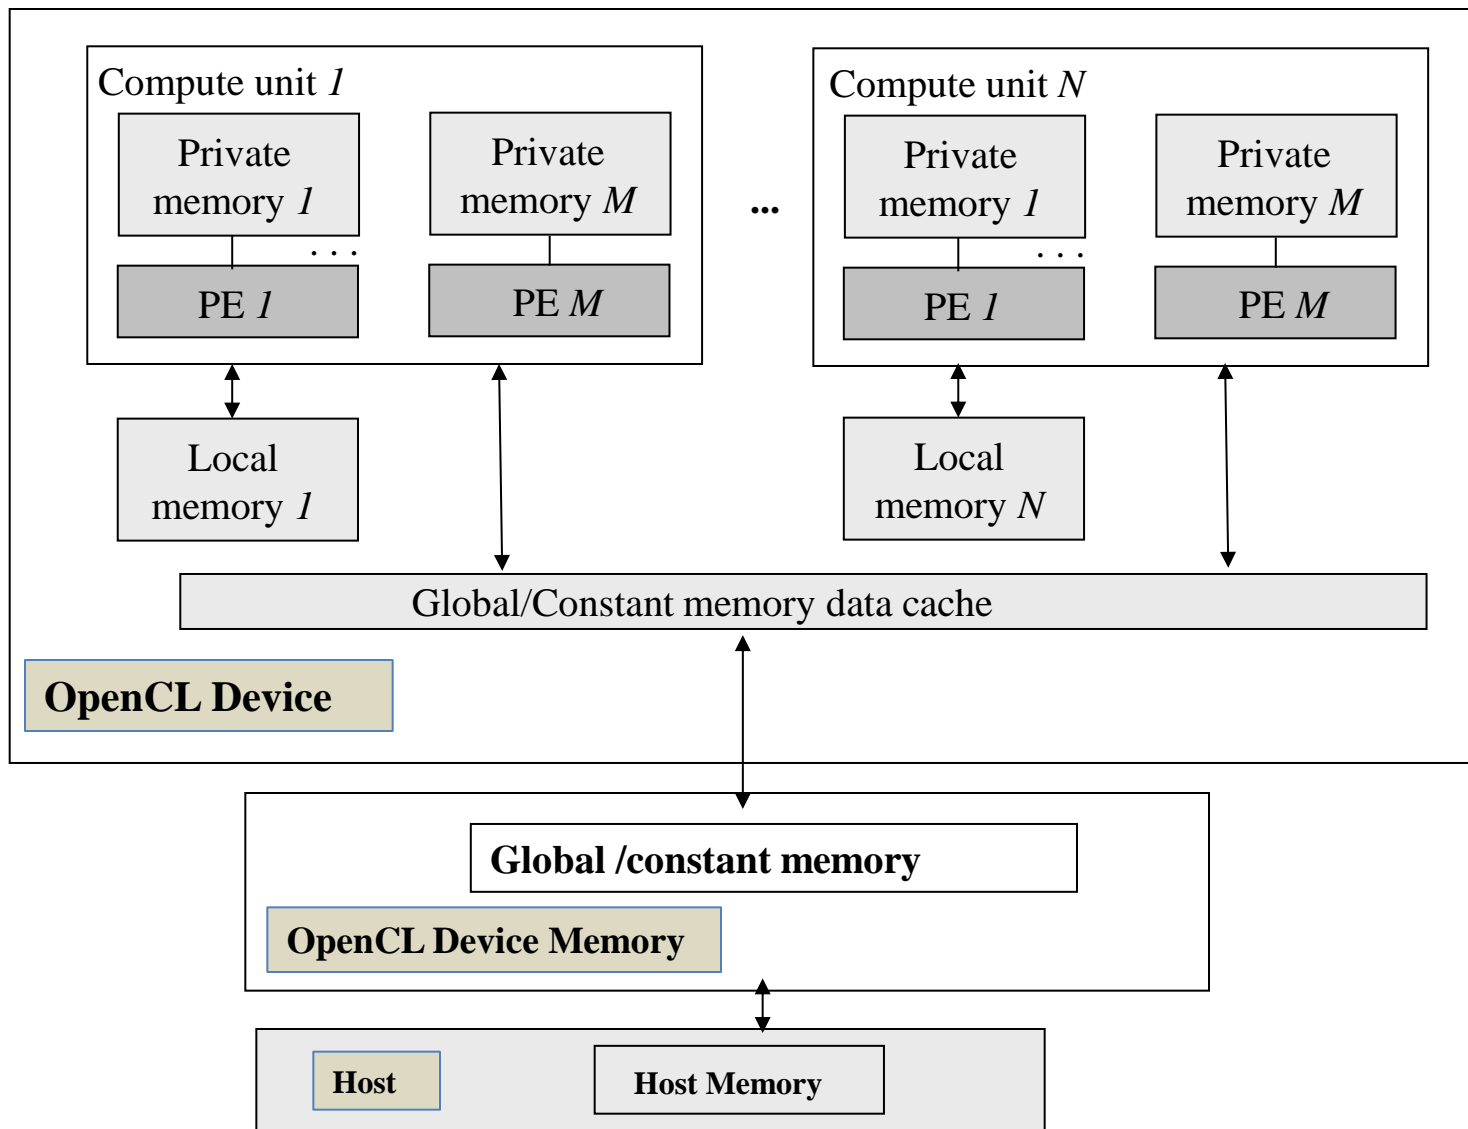 Compute unit 1
Private
memory 1
Private
memory M
. . .
PE 1
PE M
...
Compute unit N
Private
memory 1
Private
memory M
. . .
PE 1
PE M
Local
memory 1
Local
memory N
Global/Constant memory data cache
OpenCL Device
Global /constant memory
OpenCL Device Memory
Host
Host Memory